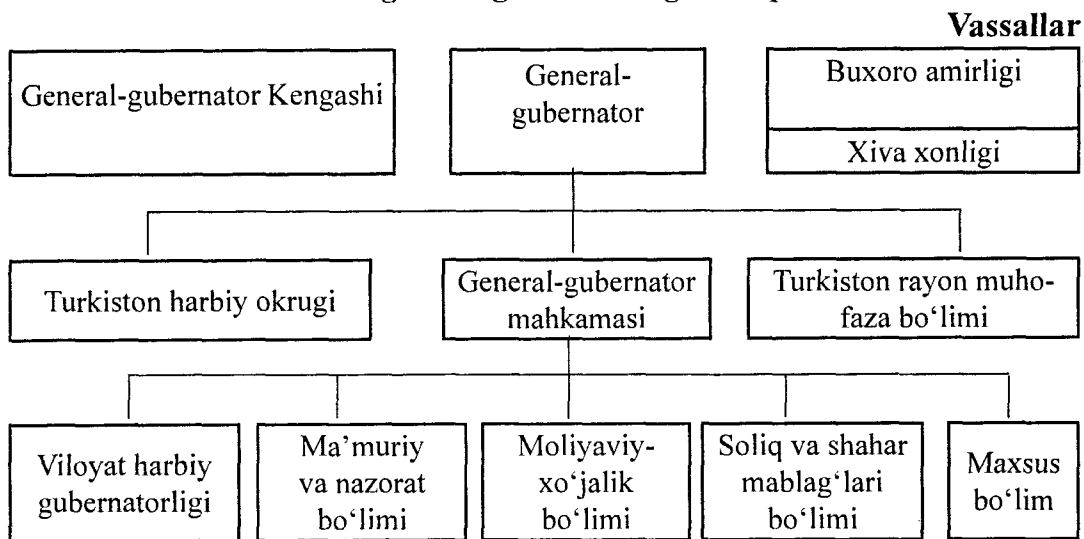 Vassallar
General-gubernator Kengashi
General-
gubernator
Buxoro amirligi
Xiva xonligi
Turkiston harbiy okrugi
General-gubernator
mahkamasi
Turkiston rayon muho-
faza bo‘limi
Viloyat harbiy
gubernatorligi
Ma’muriy
va nazorat
bo‘limi
Moliyaviy-
xo‘jalik
bo‘limi
Soliq va shahar
mablag‘lari
bo‘limi
Maxsus
bo‘lim